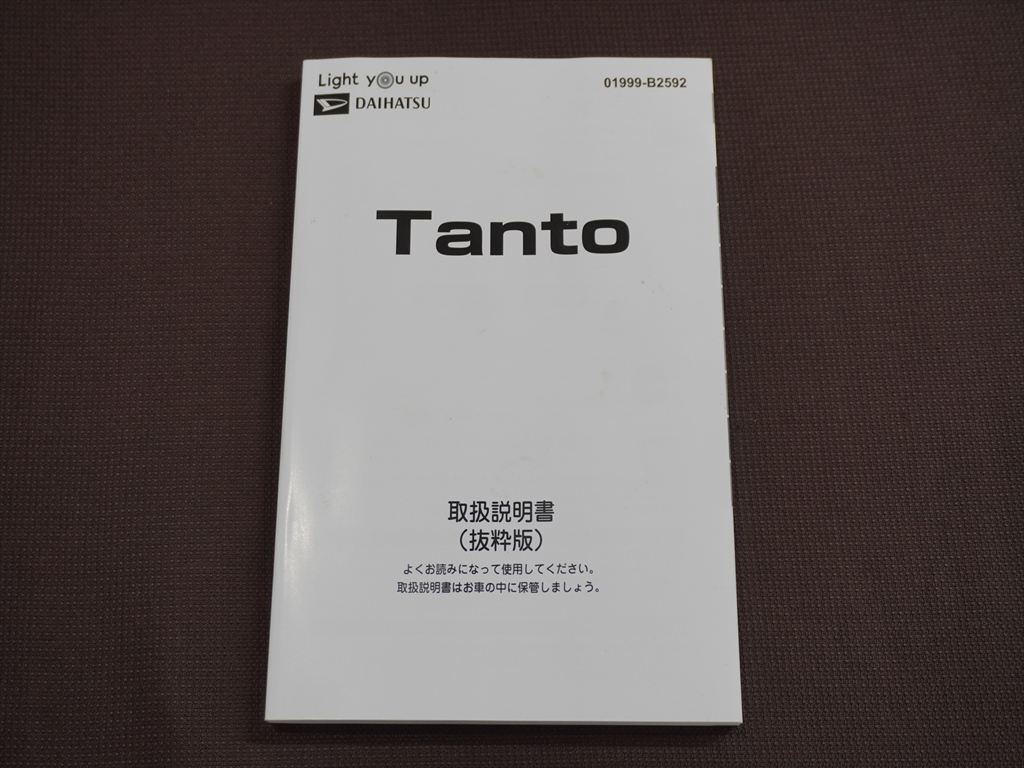 Light you up
01999-B2592
DAIHATSU
Tanto
取扱説明書
（抜粋版）
よくお読みになって使用してください。
取扱説明書はお車の中に保管しましょう。